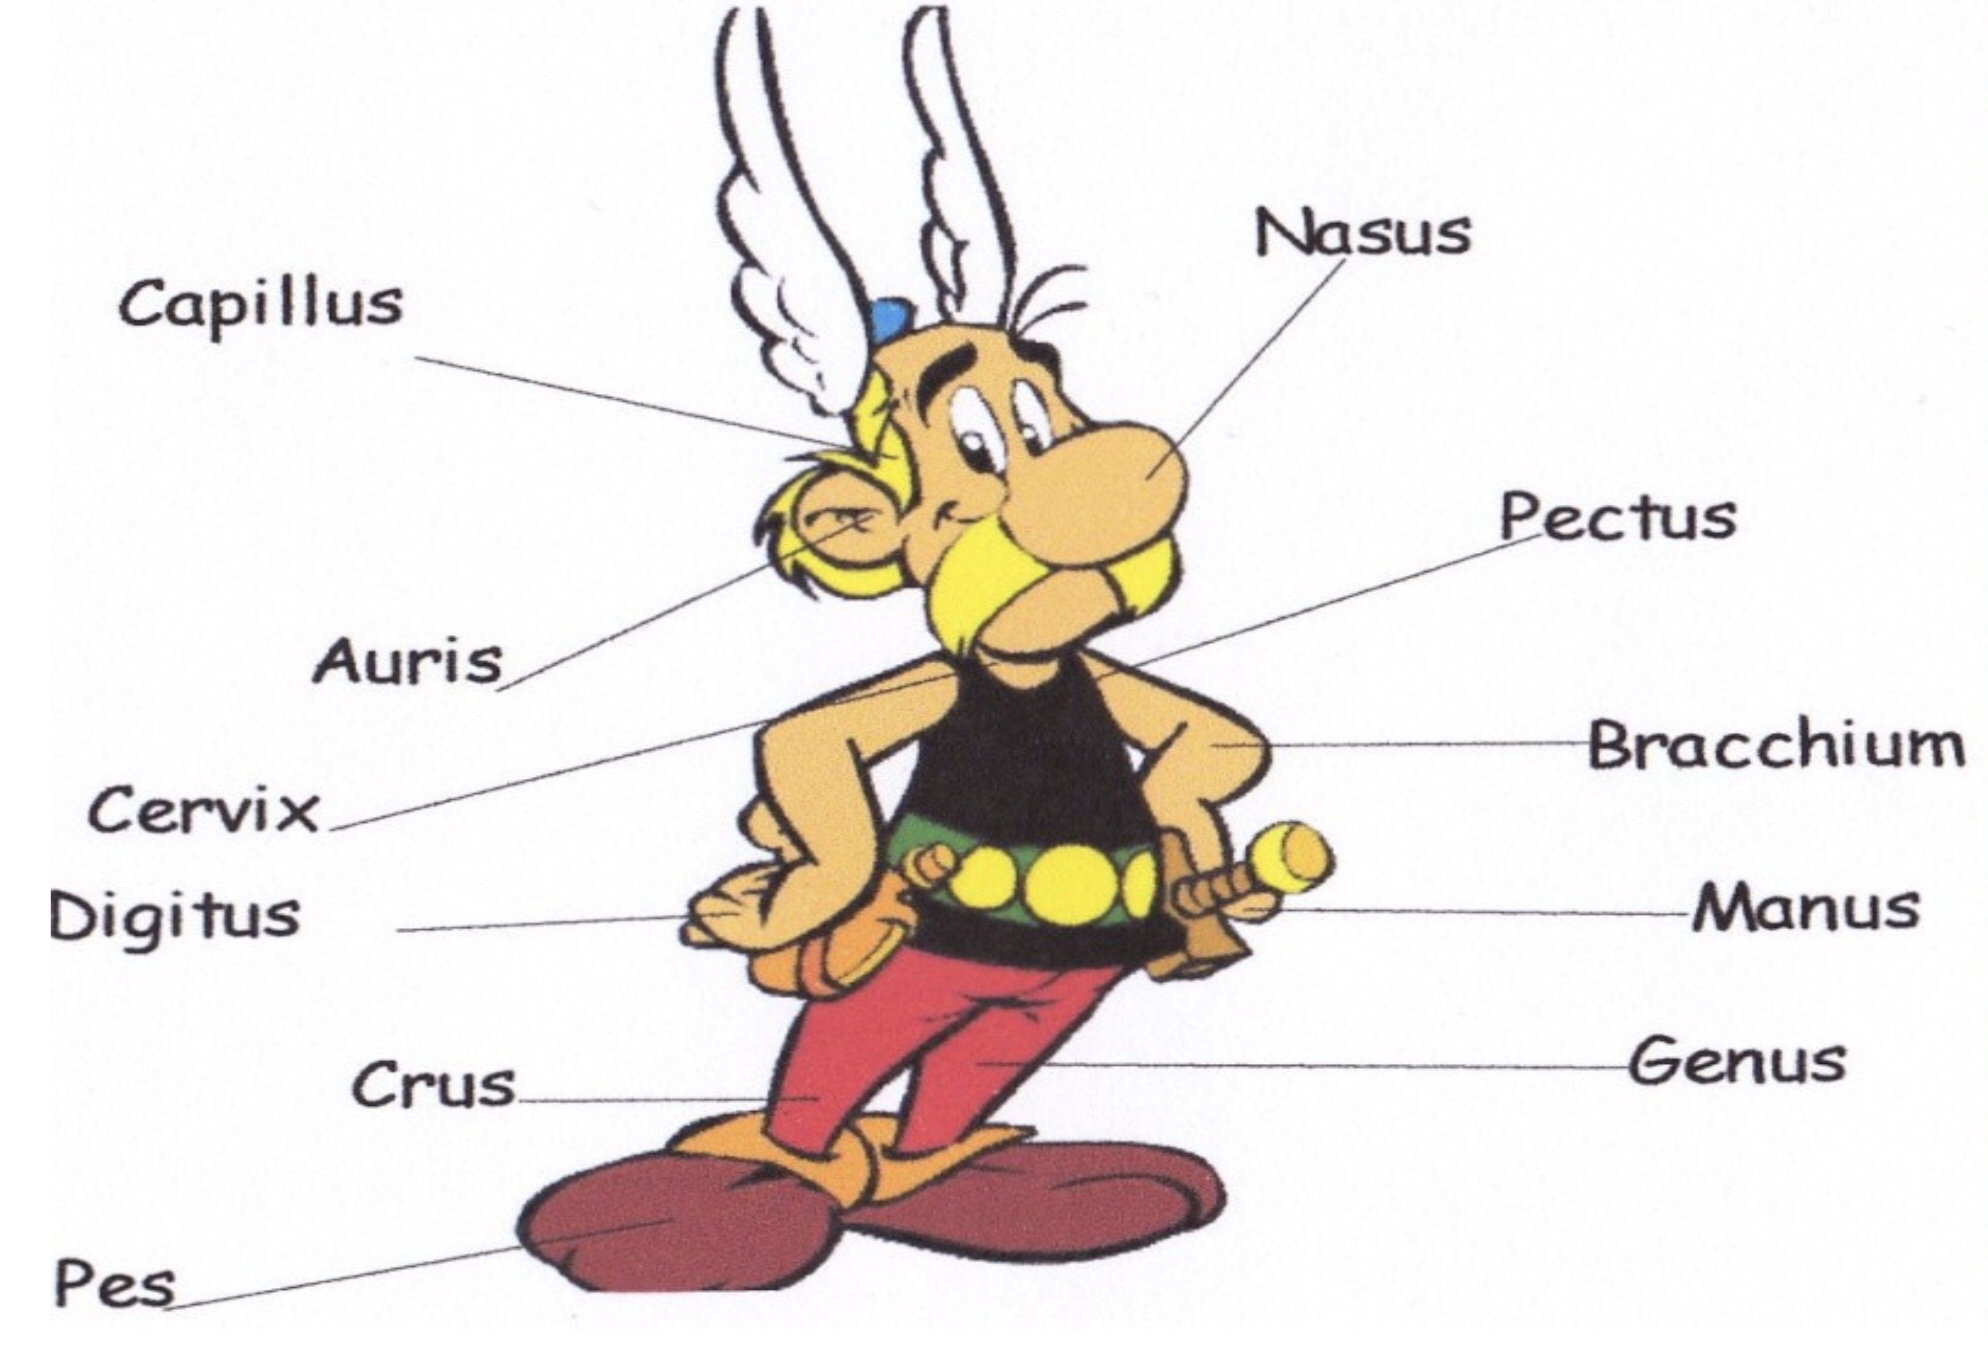 Nasus
Capillus
Pectus
Auris
Bracchium
Cervix
Digitus
Manus
Genus
Crus
Pes